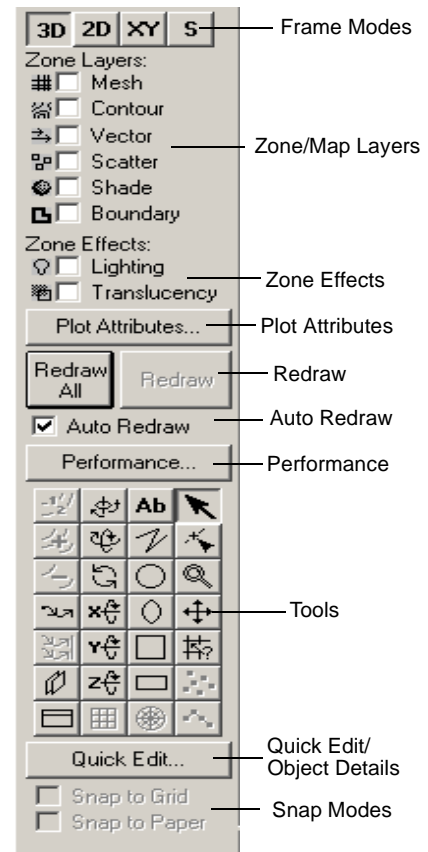 3D 2D XY S Frame Modes
Zone Layers:
Mesh
Contour
Vector
Zone/Map Layers
Scatter
Shade
Boundary
Zone Effects:
Lighting
Zone Effects
Translucency
Plot Attributes... Plot Attributes
Redraw All Redraw Redraw
Auto Redraw Auto Redraw
Performance... Performance
Ab
Tools
X
Y
?
Z
Quick Edit... Quick Edit/
Object Details
Snap to Grid
Snap Modes
Snap to Paper